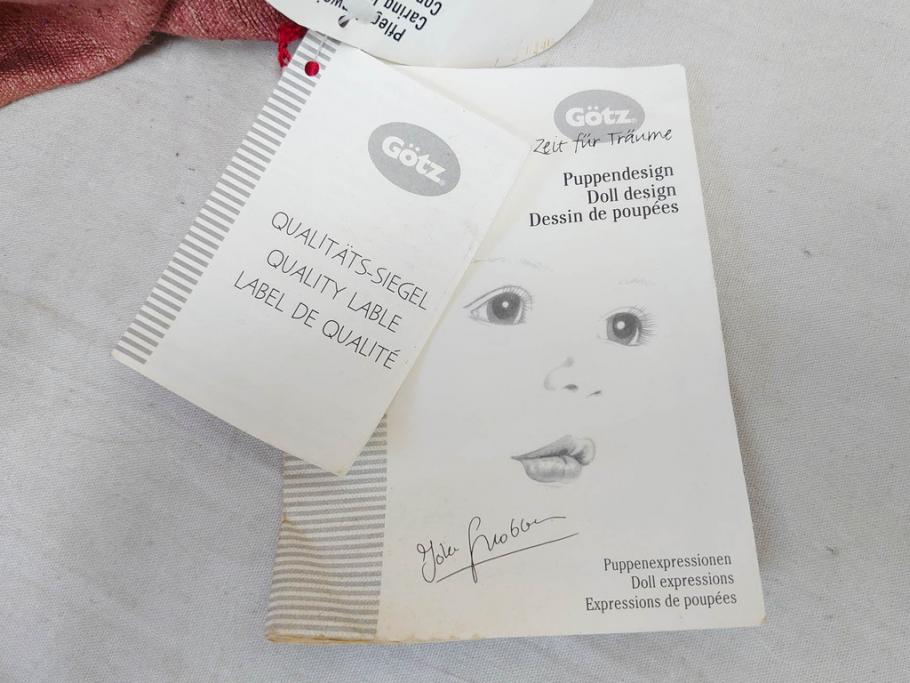 Götz
QUALITÄTS-SIEGEL
QUALITY LABLE
LABEL DE QUALITÉ
Götz
Zeit für Träume
Puppendesign
Doll design
Dessin de poupées
Puppenexpressionen
Doll expressions
Expressions de poupées
Caring